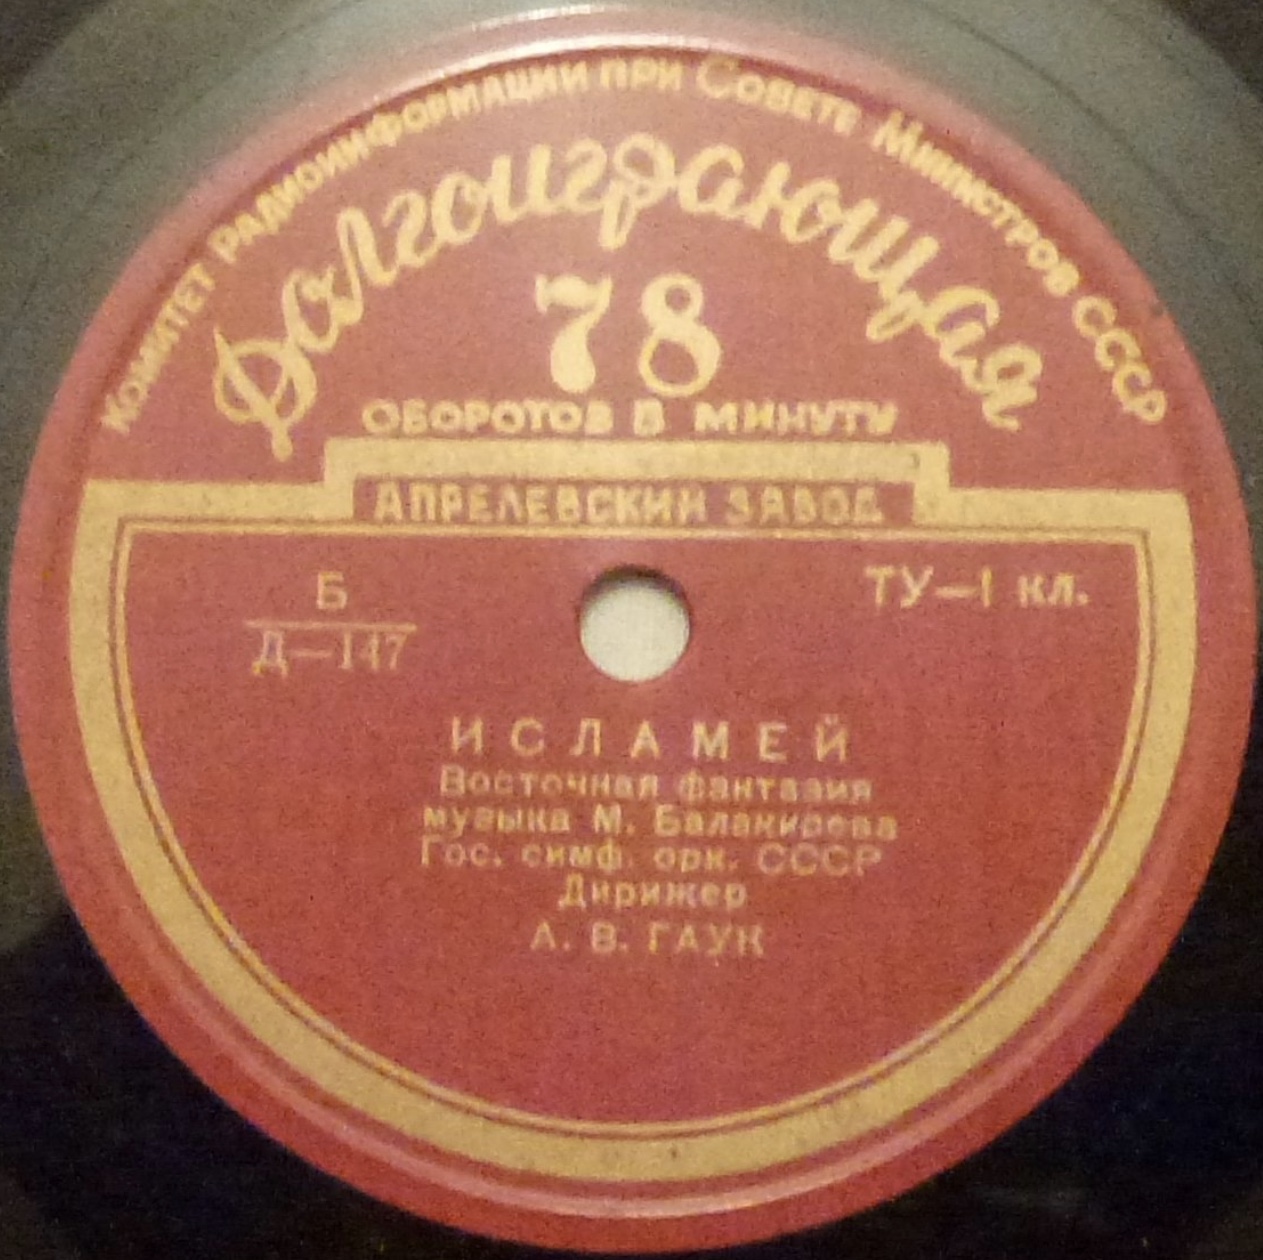 Комитет Радиоинформации при Совете Министров СССР
Долгоиграющая
78
ОБОРОТОВ В МИНУТУ
АПРЕЛЕВСКИЙ ЗАВОД
Б
ТУ—1 кл.
Д—147
ИСЛАМЕЙ
Восточная фантазия
музыка М. Балакирева
Гос. симф. орк. СССР
Дирижер
А. В. ГАУК